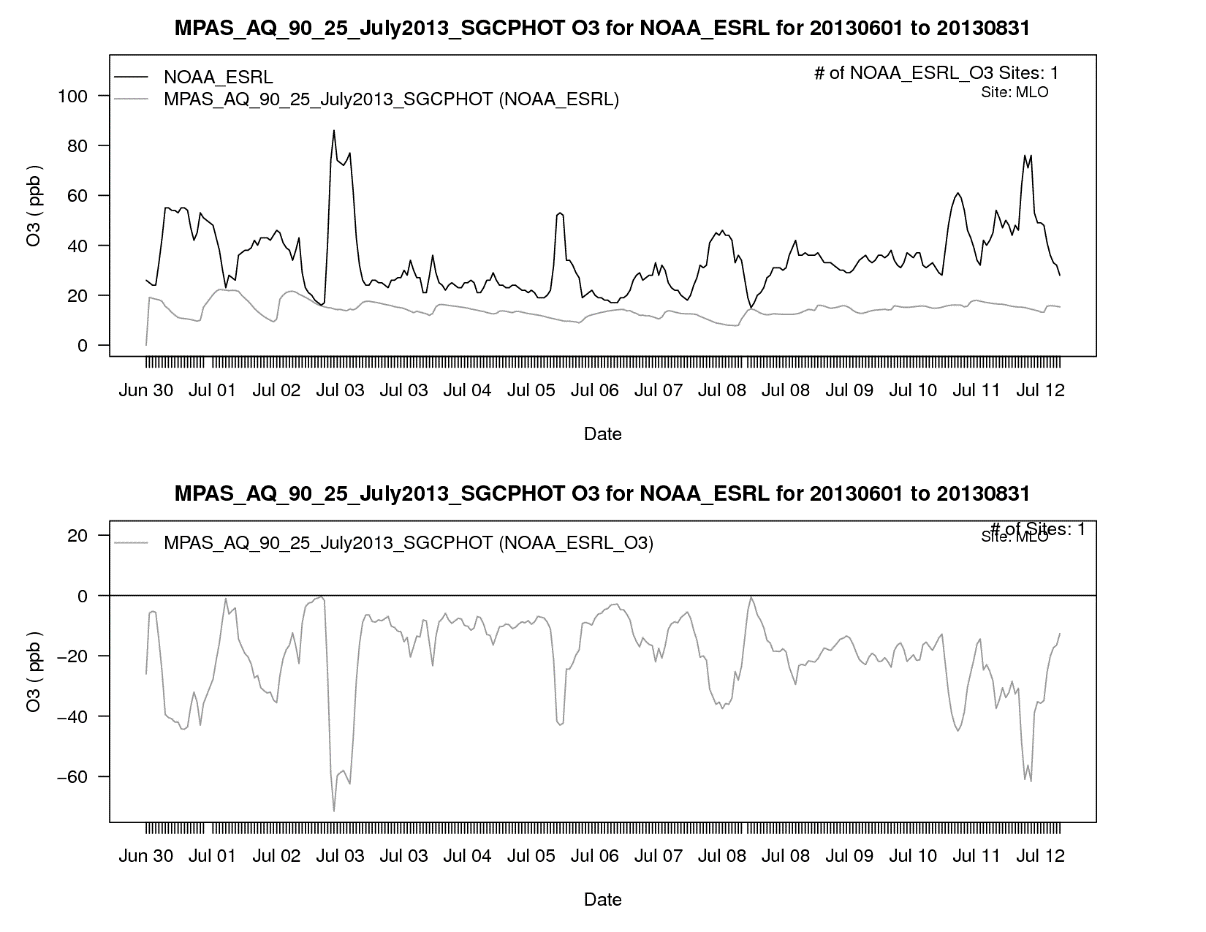 MPAS_AQ_90_25_July2013_SGCPHOT O3 for NOAA_ESRL for 20130601 to 20130831
NOAA_ESRL
MPAS_AQ_90_25_July2013_SGCPHOT (NOAA_ESRL)
# of NOAA_ESRL_O3 Sites: 1
Site: MLO
O3 ( ppb )
100
80
60
40
20
0
Jun 30 Jul 01 Jul 02 Jul 03 Jul 03 Jul 04 Jul 05 Jul 06 Jul 07 Jul 08 Jul 08 Jul 09 Jul 10 Jul 11 Jul 12
Date
MPAS_AQ_90_25_July2013_SGCPHOT O3 for NOAA_ESRL for 20130601 to 20130831
MPAS_AQ_90_25_July2013_SGCPHOT (NOAA_ESRL_O3)
# of Sites: 1
Site: MLO
O3 ( ppb )
20
0
−20
−40
−60
Jun 30 Jul 01 Jul 02 Jul 03 Jul 03 Jul 04 Jul 05 Jul 06 Jul 07 Jul 08 Jul 08 Jul 09 Jul 10 Jul 11 Jul 12
Date